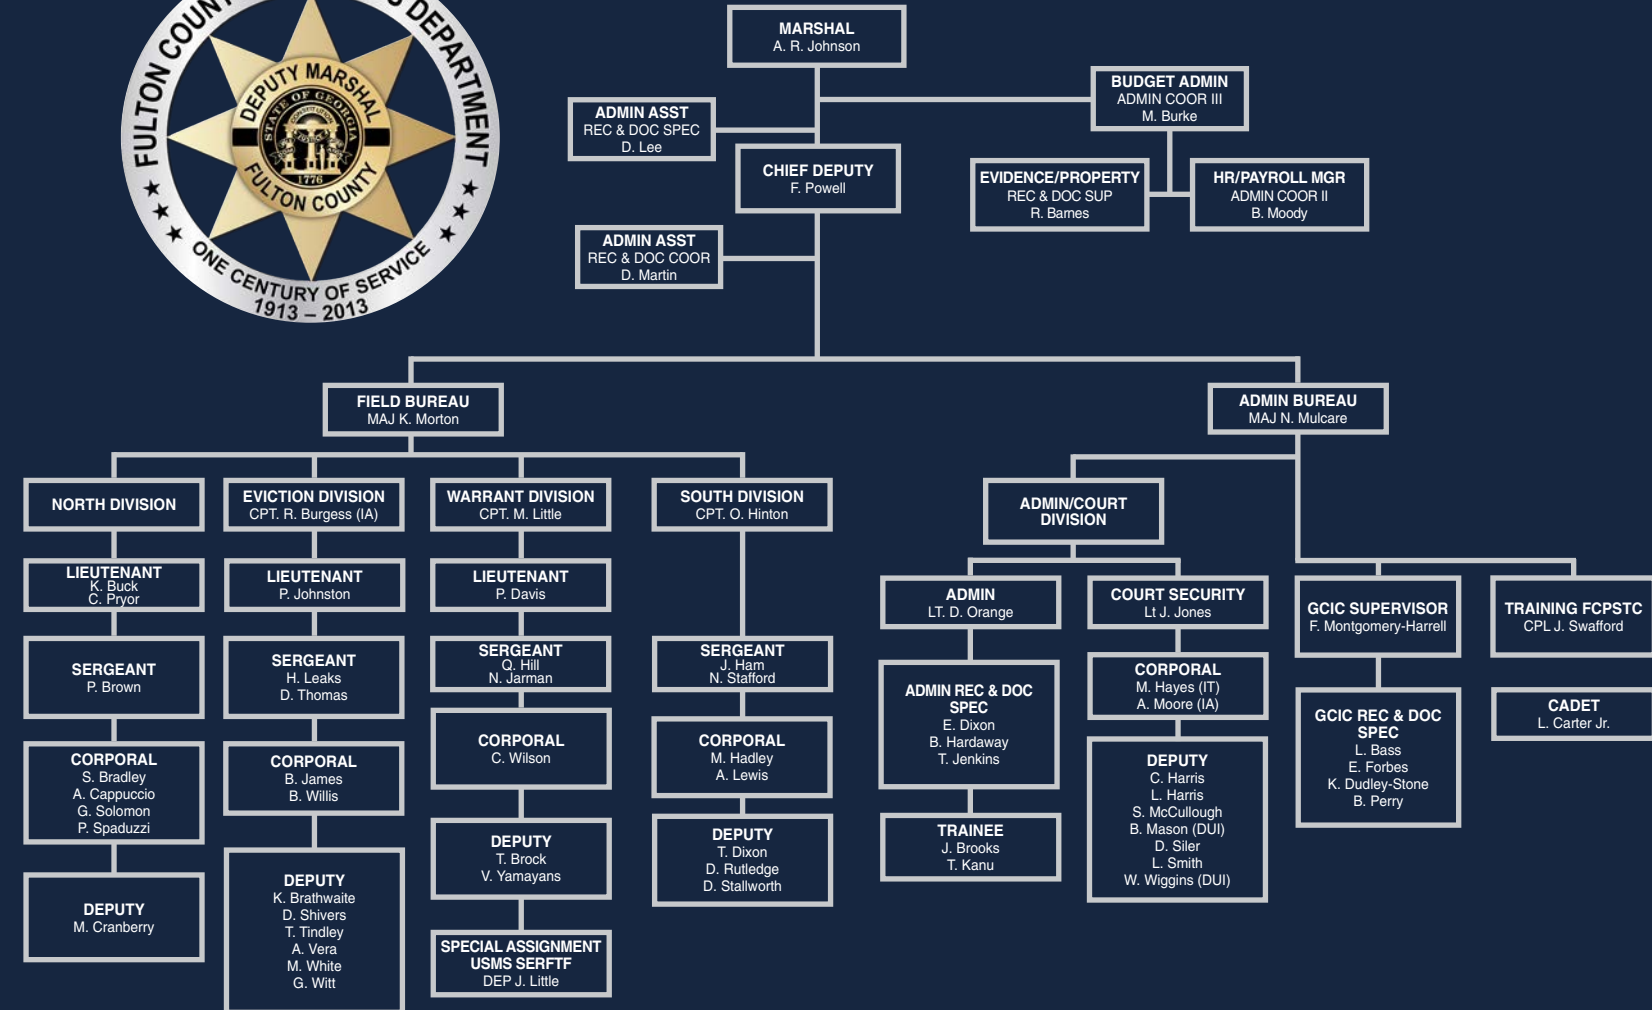 FULTON COUNTY
DEPARTMENT
DEPUTY MARSHAL
STATE OF GEORGIA
1776
FULTON COUNTY
ONE CENTURY OF SERVICE
1913 – 2013
MARSHAL
A. R. Johnson
BUDGET ADMIN
ADMIN COOR III
M. Burke
ADMIN ASST
REC & DOC SPEC
D. Lee
CHIEF DEPUTY
F. Powell
EVIDENCE/PROPERTY
REC & DOC SUP
R. Barnes
HR/PAYROLL MGR
ADMIN COOR II
B. Moody
ADMIN ASST
REC & DOC COOR
D. Martin
FIELD BUREAU
MAJ K. Morton
ADMIN BUREAU
MAJ N. Mulcare
NORTH DIVISION
LIEUTENANT
K. Buck
C. Pryor
SERGEANT
P. Brown
CORPORAL
S. Bradley
A. Cappuccio
G. Solomon
P. Spaduzzi
DEPUTY
M. Cranberry
EVICTION DIVISION
CPT. R. Burgess (IA)
LIEUTENANT
P. Johnston
SERGEANT
H. Leaks
D. Thomas
CORPORAL
B. James
B. Willis
DEPUTY
K. Brathwaite
D. Shivers
T. Tindley
A. Vera
M. White
G. Witt
WARRANT DIVISION
CPT. M. Little
LIEUTENANT
P. Davis
SERGEANT
Q. Hill
N. Jarman
CORPORAL
C. Wilson
DEPUTY
T. Brock
V. Yamayans
SPECIAL ASSIGNMENT
USMS SERFTF
DEP J. Little
SOUTH DIVISION
CPT. O. Hinton
SERGEANT
J. Ham
N. Stafford
CORPORAL
M. Hadley
A. Lewis
DEPUTY
T. Dixon
D. Rutledge
D. Stallworth
ADMIN/COURT
DIVISION
ADMIN
LT. D. Orange
ADMIN REC & DOC
SPEC
E. Dixon
B. Hardaway
T. Jenkins
TRAINEE
J. Brooks
T. Kanu
COURT SECURITY
Lt J. Jones
CORPORAL
M. Hayes (IT)
A. Moore (IA)
DEPUTY
C. Harris
L. Harris
S. McCullough
B. Mason (DUI)
D. Siler
L. Smith
W. Wiggins (DUI)
GCIC SUPERVISOR
F. Montgomery-Harrell
GCIC REC & DOC
SPEC
L. Bass
E. Forbes
K. Dudley-Stone
B. Perry
TRAINING FCPSTC
CPL J. Swafford
CADET
L. Carter Jr.